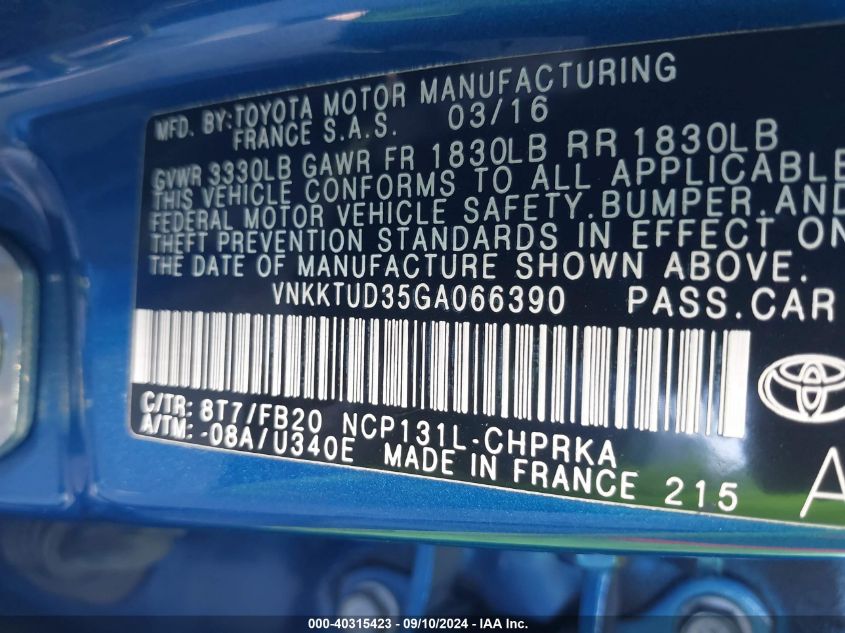 MFD. BY: TOYOTA MOTOR MANUFACTURING
FRANCE S.A.S. 03/16
GVWR 3330LB GAWR FR 1830LB RR 1830LB
THIS VEHICLE CONFORMS TO ALL APPLICABLE
FEDERAL MOTOR VEHICLE SAFETY, BUMPER, AND
THEFT PREVENTION STANDARDS IN EFFECT ON
THE DATE OF MANUFACTURE SHOWN ABOVE.
VNKKTUD35GA066390 PASS.CAR
C/TR: 8T7/FB20 NCP131L-CHPRKA
A/TM: -08A/U340E MADE IN FRANCE 215
A
000-40315423 - 09/10/2024 - IAA Inc.